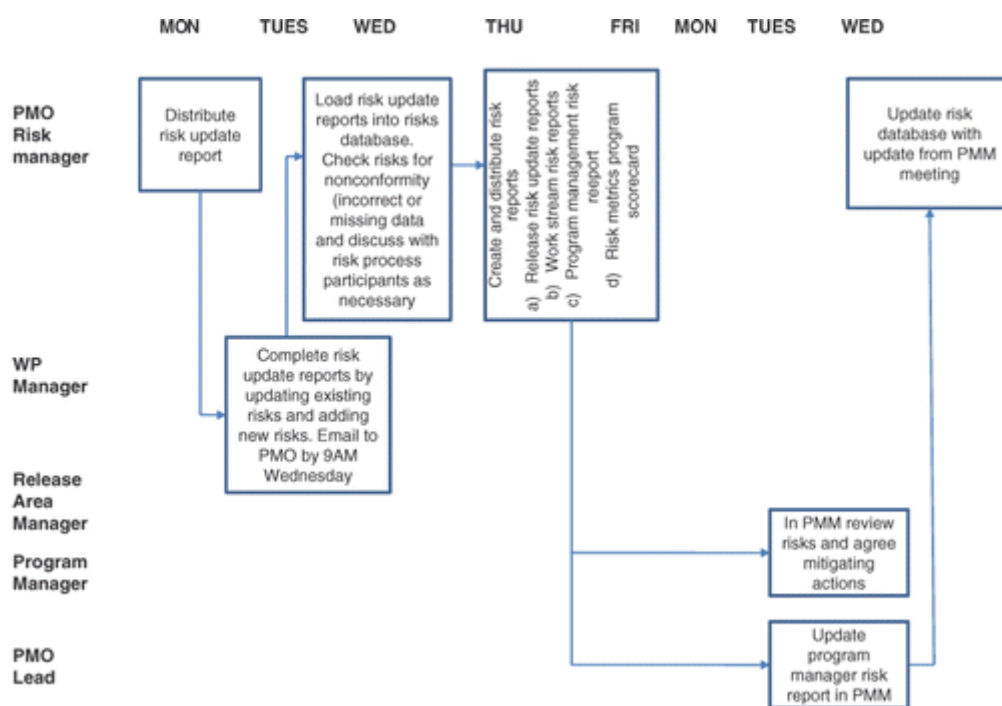 MON TUES WED THU FRI MON TUES WED
PMO
Risk
manager
Distribute
risk update
report
Load risk update
reports into risks
database.
Check risks for
nonconformity
(incorrect or
missing data
and discuss with
risk process
participants as
necessary
Create and distribute risk
reports
a) Release risk update reports
b) Work stream risk reports
c) Program management risk
reeport
d) Risk metrics program
scorecard
Update risk
database with
update from PMM
meeting
WP
Manager
Complete risk
update reports by
updating existing
risks and adding
new risks. Email to
PMO by 9AM
Wednesday
Release
Area
Manager
Program
Manager
In PMM review
risks and agree
mitigating
actions
PMO
Lead
Update
program
manager risk
report in PMM